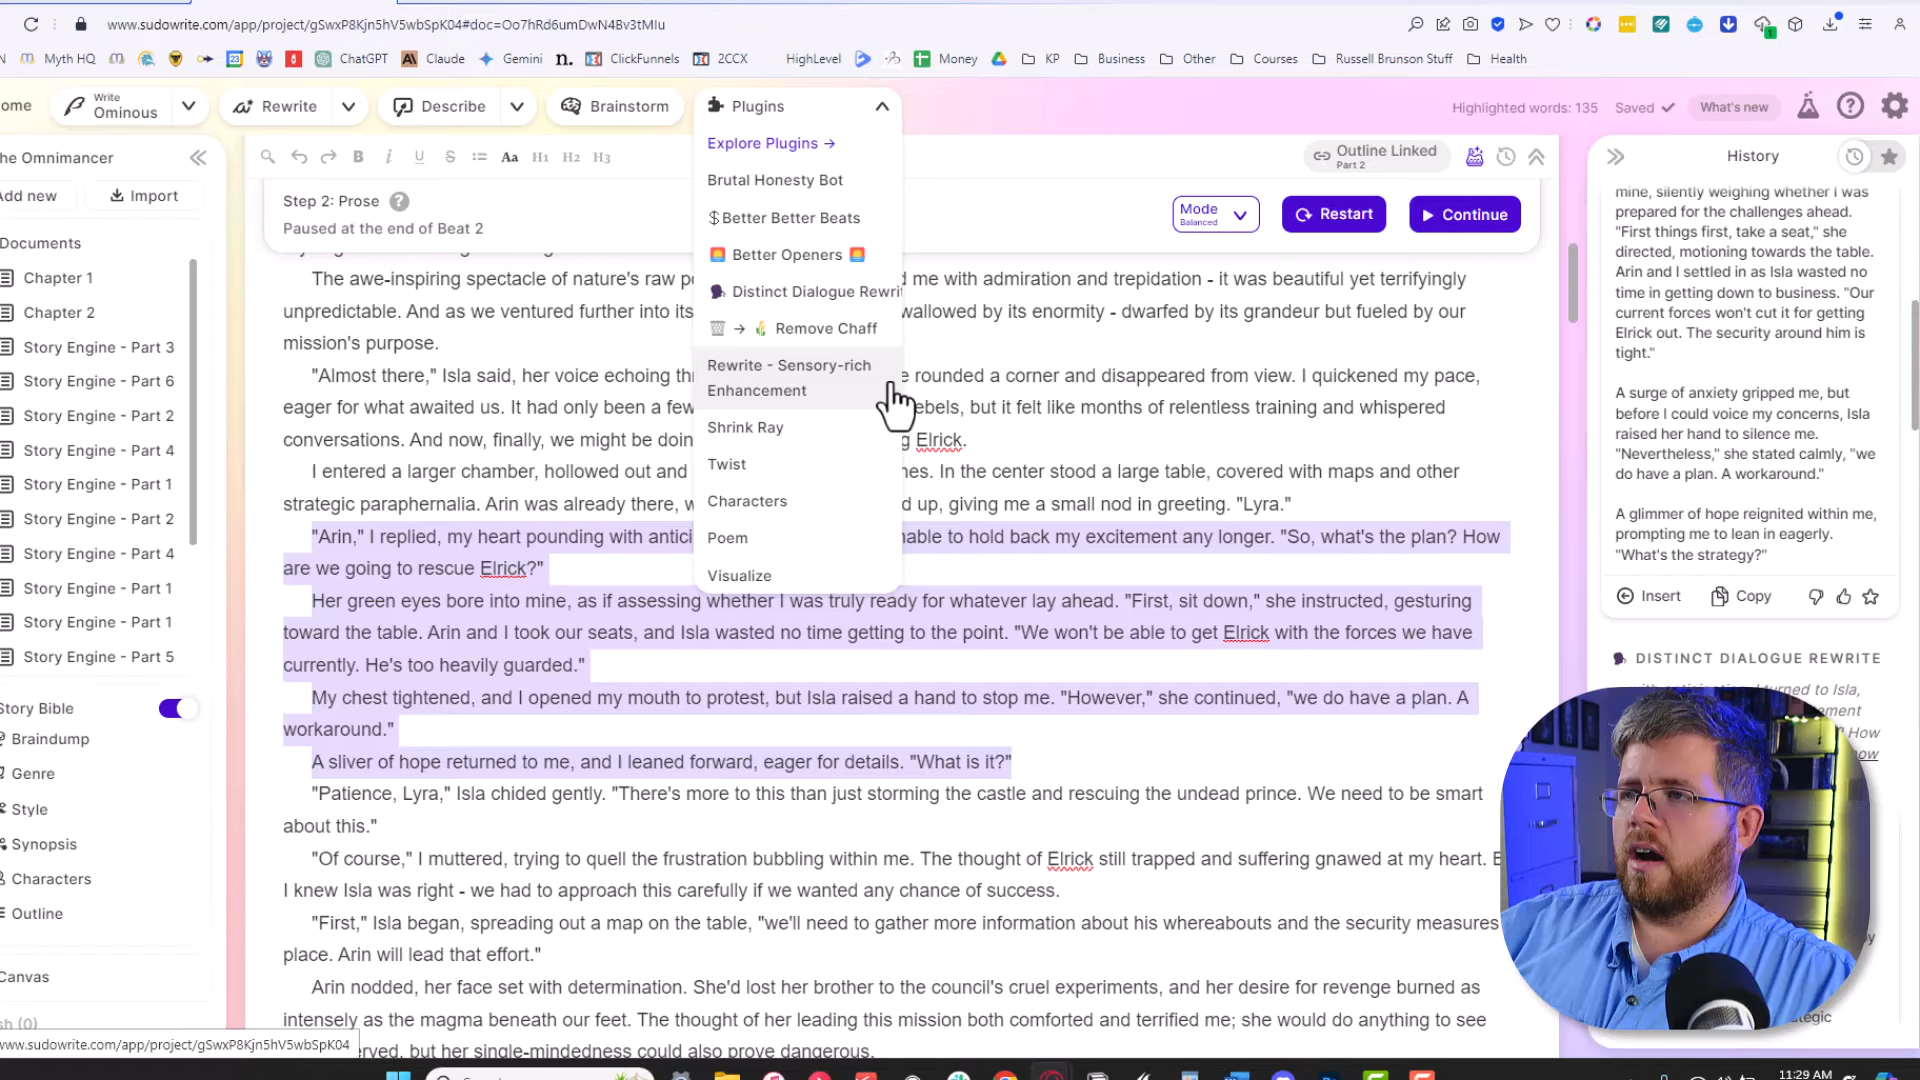 www.sudowrite.com/app/project/gSwxP8Kjn5hV5wbSpK04#doc=Oo7hRd6umDwN4Bv3tMIu
Myth HQ
ChatGPT
Claude
Gemini
n.
ClickFunnels
2CCX
HighLevel
Money
KP
Business
Other
Courses
Russell Brunson Stuff
Health
ome
Write
Ominous
Rewrite
Describe
Brainstorm
Plugins
Highlighted words: 135
Saved
What's new
he Omnimancer
Add new
Import
Documents
Chapter 1
Chapter 2
Story Engine - Part 3
Story Engine - Part 6
Story Engine - Part 2
Story Engine - Part 4
Story Engine - Part 1
Story Engine - Part 2
Story Engine - Part 4
Story Engine - Part 1
Story Engine - Part 1
Story Engine - Part 5
Story Bible
Braindump
Genre
Style
Synopsis
Characters
Outline
Canvas
sh (0)
www.sudowrite.com/app/project/gSwxP8Kjn5hV5wbSpK04
B i U S Aa H1 H2 H3
Outline Linked
Part 2
Step 2: Prose
Paused at the end of Beat 2
Mode
Balanced
Restart
Continue
Explore Plugins →
Brutal Honesty Bot
$Better Better Beats
Better Openers
Distinct Dialogue Rewri
→ Remove Chaff
Rewrite - Sensory-rich
Enhancement
Shrink Ray
Twist
Characters
Poem
Visualize
The awe-inspiring spectacle of nature's raw po d me with admiration and trepidation - it was beautiful yet terrifyingly
unpredictable. And as we ventured further into its wallowed by its enormity - dwarfed by its grandeur but fueled by our
mission's purpose.
"Almost there," Isla said, her voice echoing thr e rounded a corner and disappeared from view. I quickened my pace,
eager for what awaited us. It had only been a few ebels, but it felt like months of relentless training and whispered
conversations. And now, finally, we might be doin g Elrick.
I entered a larger chamber, hollowed out and nes. In the center stood a large table, covered with maps and other
strategic paraphernalia. Arin was already there, w d up, giving me a small nod in greeting. "Lyra."
"Arin," I replied, my heart pounding with antici nable to hold back my excitement any longer. "So, what's the plan? How
are we going to rescue Elrick?"
Her green eyes bore into mine, as if assessing whether I was truly ready for whatever lay ahead. "First, sit down," she instructed, gesturing
toward the table. Arin and I took our seats, and Isla wasted no time getting to the point. "We won't be able to get Elrick with the forces we have
currently. He's too heavily guarded."
My chest tightened, and I opened my mouth to protest, but Isla raised a hand to stop me. "However," she continued, "we do have a plan. A
workaround."
A sliver of hope returned to me, and I leaned forward, eager for details. "What is it?"
"Patience, Lyra," Isla chided gently. "There's more to this than just storming the castle and rescuing the undead prince. We need to be smart
about this."
"Of course," I muttered, trying to quell the frustration bubbling within me. The thought of Elrick still trapped and suffering gnawed at my heart.
I knew Isla was right - we had to approach this carefully if we wanted any chance of success.
"First," Isla began, spreading out a map on the table, "we'll need to gather more information about his whereabouts and the security measures
place. Arin will lead that effort."
Arin nodded, her face set with determination. She'd lost her brother to the council's cruel experiments, and her desire for revenge burned as
intensely as the magma beneath our feet. The thought of her leading this mission both comforted and terrified me; she would do anything to see
erved, but her single-mindedness could also prove dangerous.
History
mine, silently weighing whether I was
prepared for the challenges ahead.
"First things first, take a seat," she
directed, motioning towards the table.
Arin and I settled in as Isla wasted no
time in getting down to business. "Our
current forces won't cut it for getting
Elrick out. The security around him is
tight."
A surge of anxiety gripped me, but
before I could voice my concerns, Isla
raised her hand to silence me.
"Nevertheless," she stated calmly, "we
do have a plan. A workaround."
A glimmer of hope reignited within me,
prompting me to lean in eagerly.
"What's the strategy?"
Insert
Copy
DISTINCT DIALOGUE REWRITE
11:29 AM